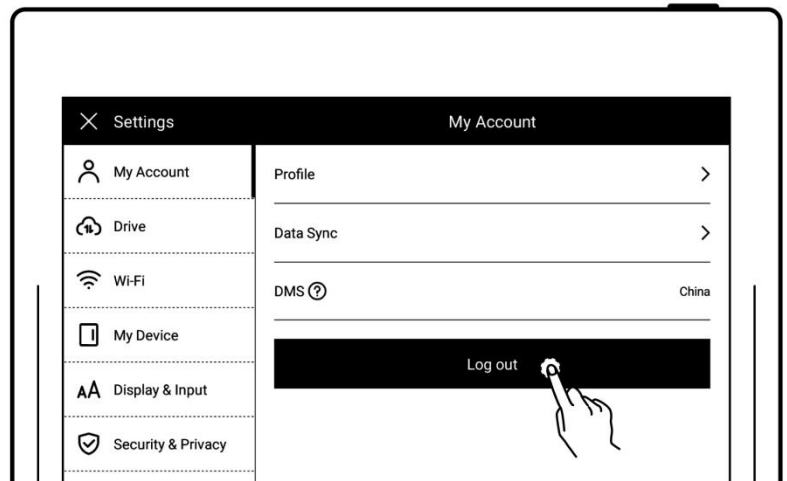 Settings
My Account
My Account
Drive
Wi-Fi
My Device
AA Display & Input
Security & Privacy
Profile
Data Sync
DMS ?
China
Log out